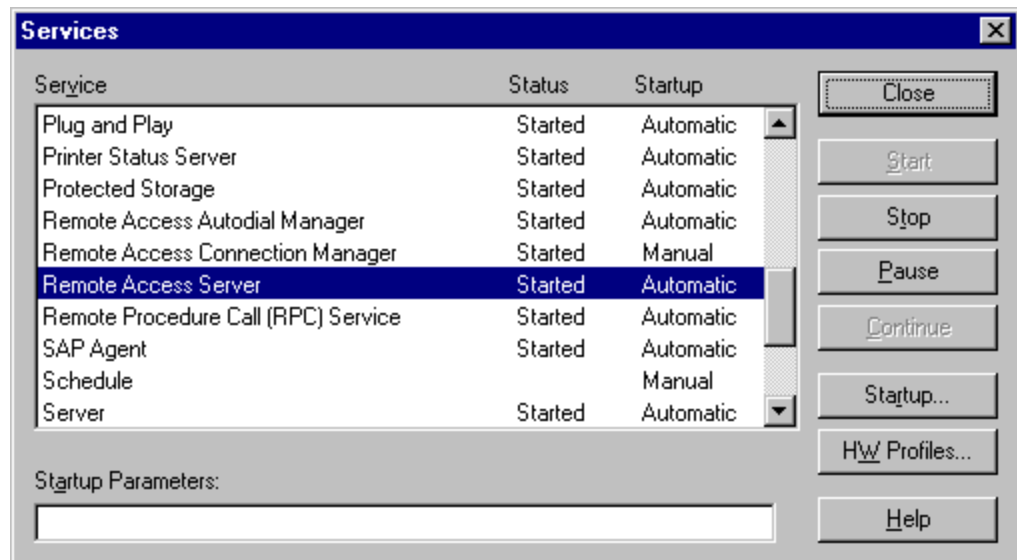 Services
Service Status Startup
Plug and Play Started Automatic
Printer Status Server Started Automatic
Protected Storage Started Automatic
Remote Access Autodial Manager Started Automatic
Remote Access Connection Manager Started Manual
Remote Access Server Started Automatic
Remote Procedure Call (RPC) Service Started Automatic
SAP Agent Started Automatic
Schedule Manual
Server Started Automatic
Startup Parameters:
Close
Start
Stop
Pause
Continue
Startup...
HW Profiles...
Help